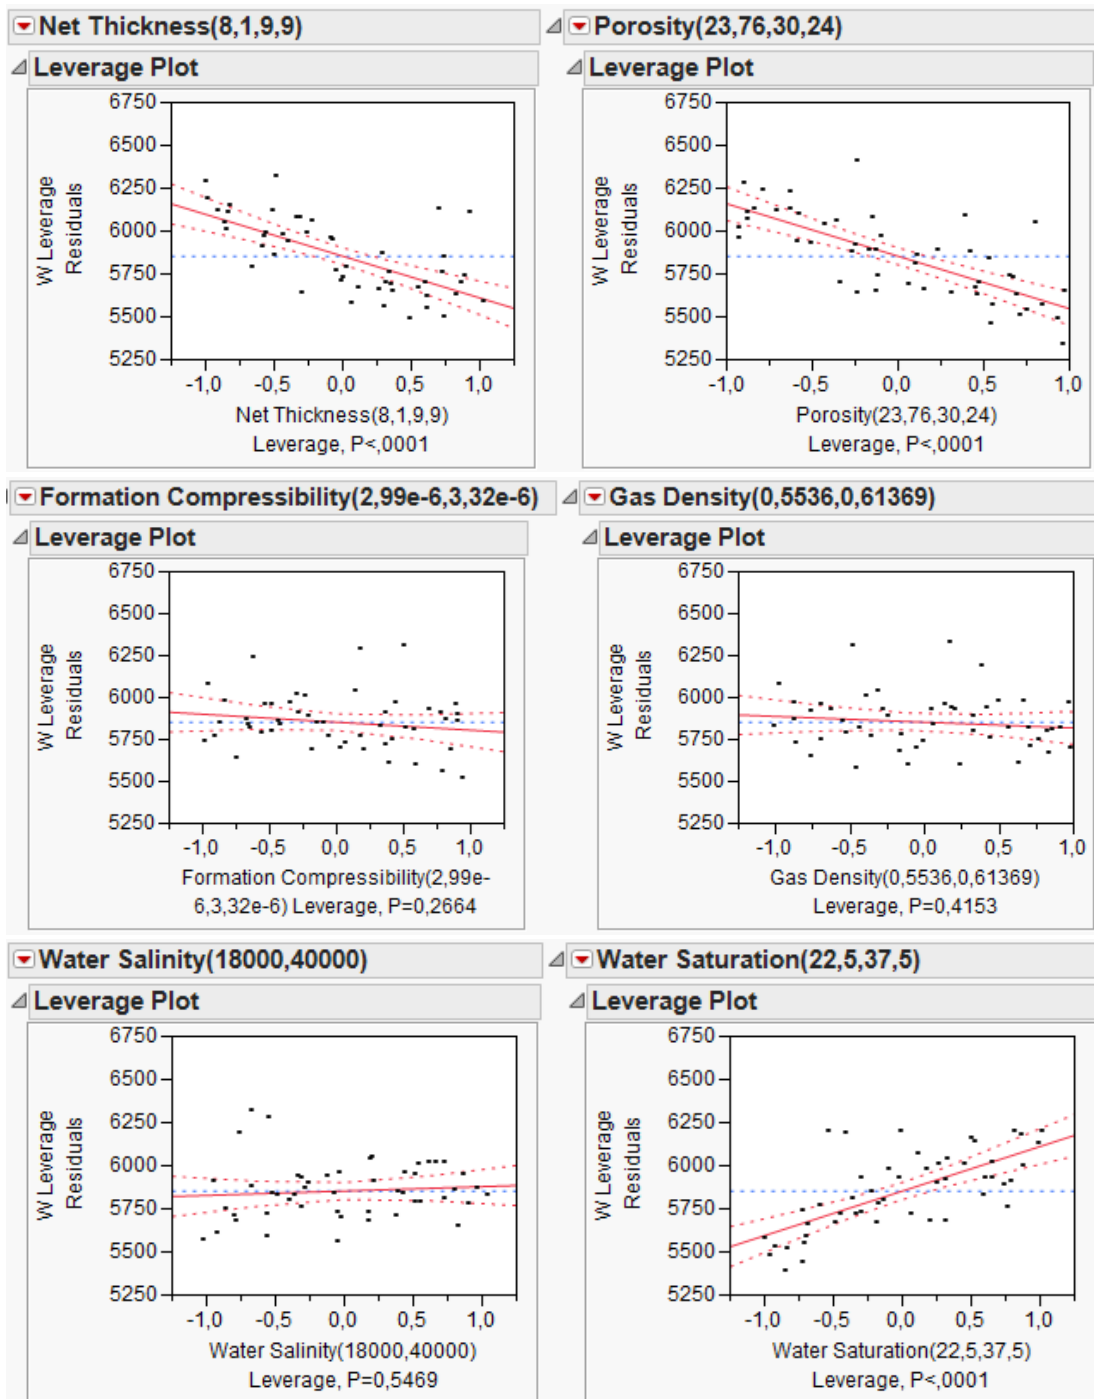 Net Thickness(8,1,9,9)
Leverage Plot
6750
6500
6250
6000
5750
5500
5250
W Leverage
Residuals
-1,0 -0,5 0,0 0,5 1,0
Net Thickness(8,1,9,9)
Leverage, P<,0001
Porosity(23,76,30,24)
Leverage Plot
6750
6500
6250
6000
5750
5500
5250
W Leverage
Residuals
-1,0 -0,5 0,0 0,5 1,0
Porosity(23,76,30,24)
Leverage, P<,0001
Formation Compressibility(2,99e-6,3,32e-6)
Leverage Plot
6750
6500
6250
6000
5750
5500
5250
W Leverage
Residuals
-1,0 -0,5 0,0 0,5 1,0
Formation Compressibility(2,99e-
6,3,32e-6) Leverage, P=0,2664
Gas Density(0,5536,0,61369)
Leverage Plot
6750
6500
6250
6000
5750
5500
5250
W Leverage
Residuals
-1,0 -0,5 0,0 0,5 1,0
Gas Density(0,5536,0,61369)
Leverage, P=0,4153
Water Salinity(18000,40000)
Leverage Plot
6750
6500
6250
6000
5750
5500
5250
W Leverage
Residuals
-1,0 -0,5 0,0 0,5 1,0
Water Salinity(18000,40000)
Leverage, P=0,5469
Water Saturation(22,5,37,5)
Leverage Plot
6750
6500
6250
6000
5750
5500
5250
W Leverage
Residuals
-1,0 -0,5 0,0 0,5 1,0
Water Saturation(22,5,37,5)
Leverage, P<,0001